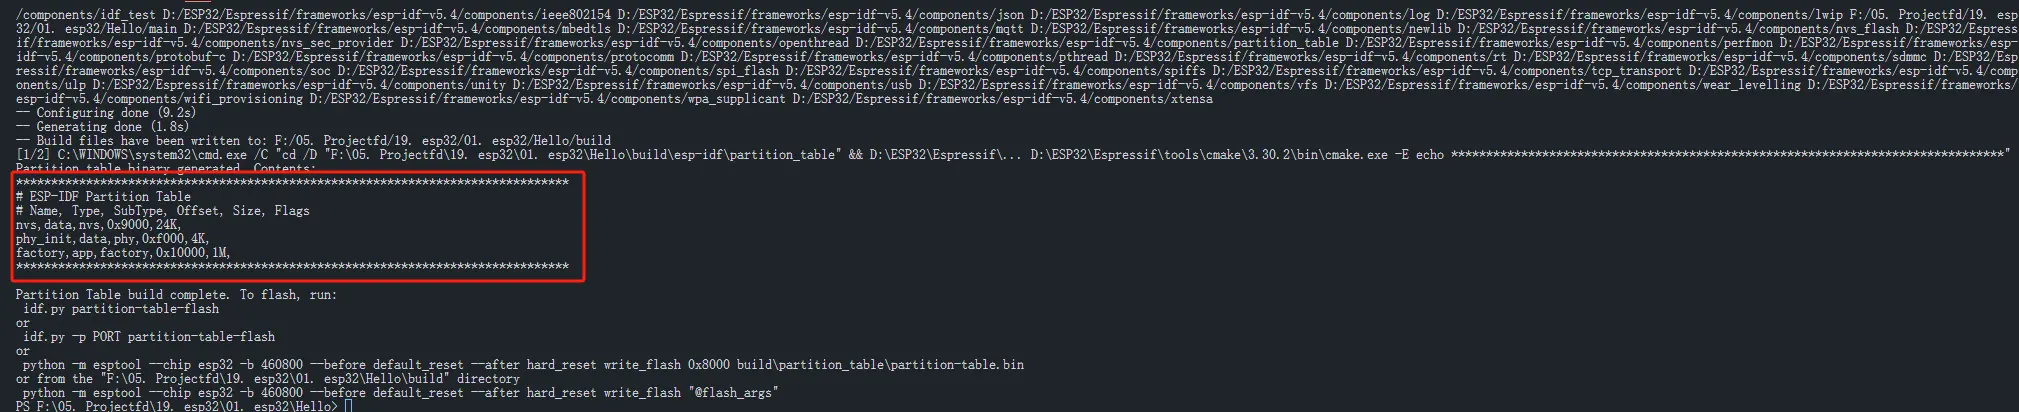 /components/idf_test D:/ESP32/Espressif/frameworks/esp-idf-v5.4/components/ieee802154 D:/ESP32/Espressif/frameworks/esp-idf-v5.4/components/json D:/ESP32/Espressif/frameworks/esp-idf-v5.4/components/log D:/ESP32/Espressif/frameworks/esp-idf-v5.4/components/lwip F:/05. Projectfd/19. esp
32/01. esp32/Hello/main D:/ESP32/Espressif/frameworks/esp-idf-v5.4/components/mbedtls D:/ESP32/Espressif/frameworks/esp-idf-v5.4/components/mqtt D:/ESP32/Espressif/frameworks/esp-idf-v5.4/components/newlib D:/ESP32/Espressif/frameworks/esp-idf-v5.4/components/nvs_flash D:/ESP32/Espress
if/frameworks/esp-idf-v5.4/components/nvs_sec_provider D:/ESP32/Espressif/frameworks/esp-idf-v5.4/components/openthread D:/ESP32/Espressif/frameworks/esp-idf-v5.4/components/partition_table D:/ESP32/Espressif/frameworks/esp-idf-v5.4/components/perfmon D:/ESP32/Espressif/frameworks/esp-
idf-v5.4/components/protobuf-c D:/ESP32/Espressif/frameworks/esp-idf-v5.4/components/protocomm D:/ESP32/Espressif/frameworks/esp-idf-v5.4/components/pthread D:/ESP32/Espressif/frameworks/esp-idf-v5.4/components/rt D:/ESP32/Espressif/frameworks/esp-idf-v5.4/components/sdmmc D:/ESP32/Esp
ressif/frameworks/esp-idf-v5.4/components/soc D:/ESP32/Espressif/frameworks/esp-idf-v5.4/components/spi_flash D:/ESP32/Espressif/frameworks/esp-idf-v5.4/components/spiffs D:/ESP32/Espressif/frameworks/esp-idf-v5.4/components/tcp_transport D:/ESP32/Espressif/frameworks/esp-idf-v5.4/comp
onents/ulp D:/ESP32/Espressif/frameworks/esp-idf-v5.4/components/unity D:/ESP32/Espressif/frameworks/esp-idf-v5.4/components/usb D:/ESP32/Espressif/frameworks/esp-idf-v5.4/components/vfs D:/ESP32/Espressif/frameworks/esp-idf-v5.4/components/wear_levelling D:/ESP32/Espressif/frameworks/
esp-idf-v5.4/components/wifi_provisioning D:/ESP32/Espressif/frameworks/esp-idf-v5.4/components/wpa_supplicant D:/ESP32/Espressif/frameworks/esp-idf-v5.4/components/xtensa
-- Configuring done (9.2s)
-- Generating done (1.8s)
-- Build files have been written to: F:/05. Projectfd/19. esp32/01. esp32/Hello/build
[1/2] C:\WINDOWS\system32\cmd.exe /C "cd /D "F:\05. Projectfd\19. esp32\01. esp32\Hello\build\esp-idf\partition_table" && D:\ESP32\Espressif\... D:\ESP32\Espressif\tools\cmake\3.30.2\bin\cmake.exe -E echo *******************************************************************************"
Partition table binary generated. Contents:
*******************************************************************************
# ESP-IDF Partition Table
# Name, Type, SubType, Offset, Size, Flags
nvs,data,nvs,0x9000,24K,
phy_init,data,phy,0xf000,4K,
factory,app,factory,0x10000,1M,
*******************************************************************************
Partition Table build complete. To flash, run:
idf.py partition-table-flash
or
idf.py -p PORT partition-table-flash
or
python -m esptool --chip esp32 -b 460800 --before default_reset --after hard_reset write_flash 0x8000 build\partition_table\partition-table.bin
or from the "F:\05. Projectfd\19. esp32\01. esp32\Hello\build" directory
python -m esptool --chip esp32 -b 460800 --before default_reset --after hard_reset write_flash "@flash_args"
PS F:\05. Projectfd\19. esp32\01. esp32\Hello>